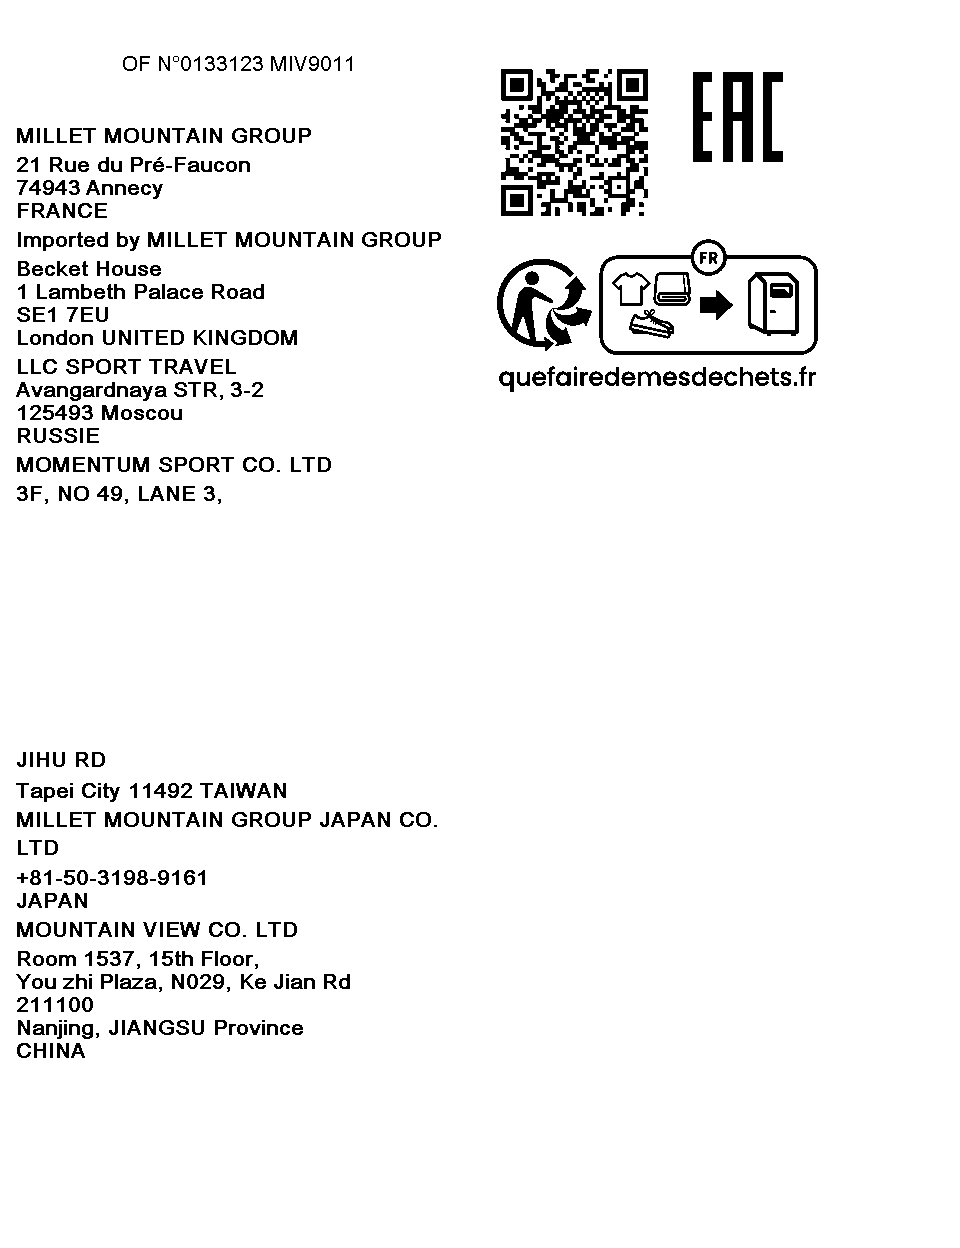 OF N°0133123 MIV9011
MILLET MOUNTAIN GROUP
21 Rue du Pré-Faucon
74943 Annecy
FRANCE
Imported by MILLET MOUNTAIN GROUP
Becket House
1 Lambeth Palace Road
SE1 7EU
London UNITED KINGDOM
LLC SPORT TRAVEL
Avangardnaya STR, 3-2
125493 Moscou
RUSSIE
MOMENTUM SPORT CO. LTD
3F, NO 49, LANE 3,
JIHU RD
Tapei City 11492 TAIWAN
MILLET MOUNTAIN GROUP JAPAN CO.
LTD
+81-50-3198-9161
JAPAN
MOUNTAIN VIEW CO. LTD
Room 1537, 15th Floor,
You zhi Plaza, N029, Ke Jian Rd
211100
Nanjing, JIANGSU Province
CHINA
EAC
FR
quefairedemesdechets.fr